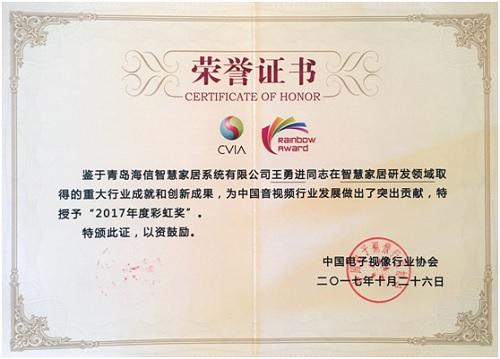 荣誉证书
CERTIFICATE OF HONOR
CVIA
Rainbow
Award
鉴于青岛海信智慧家居系统有限公司王勇进同志在智慧家居研发领域取
得的重大行业成就和创新成果，为中国音视频行业发展做出了突出贡献，特
授予“2017年度彩虹奖”。
特颁此证，以资鼓励。
中国电子视像行业协会
二〇一七年十月二十六日